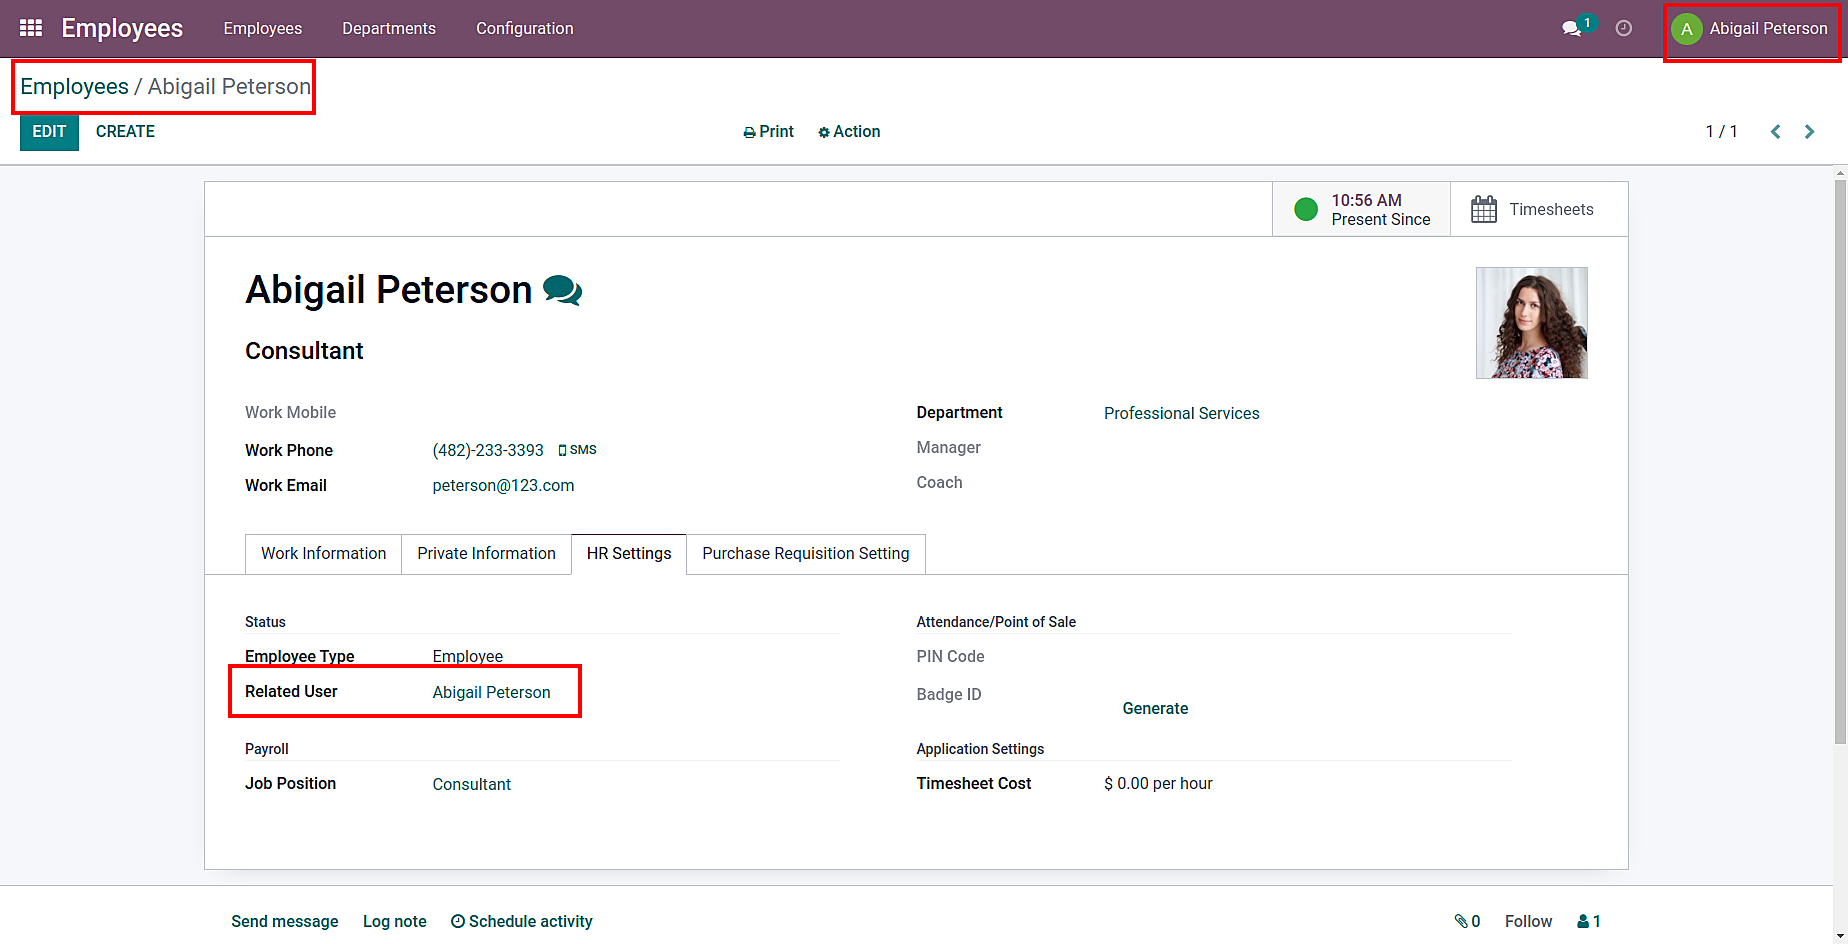 Employees Employees Departments Configuration 1 A Abigail Peterson
Employees / Abigail Peterson
EDIT CREATE Print Action 1 / 1
10:56 AM
Present Since
Timesheets
Abigail Peterson
Consultant
Work Mobile
Work Phone (482)-233-3393 SMS
Work Email peterson@123.com
Department Professional Services
Manager
Coach
Work Information Private Information HR Settings Purchase Requisition Setting
Status
Employee Type Employee
Related User Abigail Peterson
Attendance/Point of Sale
PIN Code
Badge ID
Generate
Payroll
Job Position Consultant
Application Settings
Timesheet Cost $ 0.00 per hour
Send message Log note Schedule activity 0 Follow 1